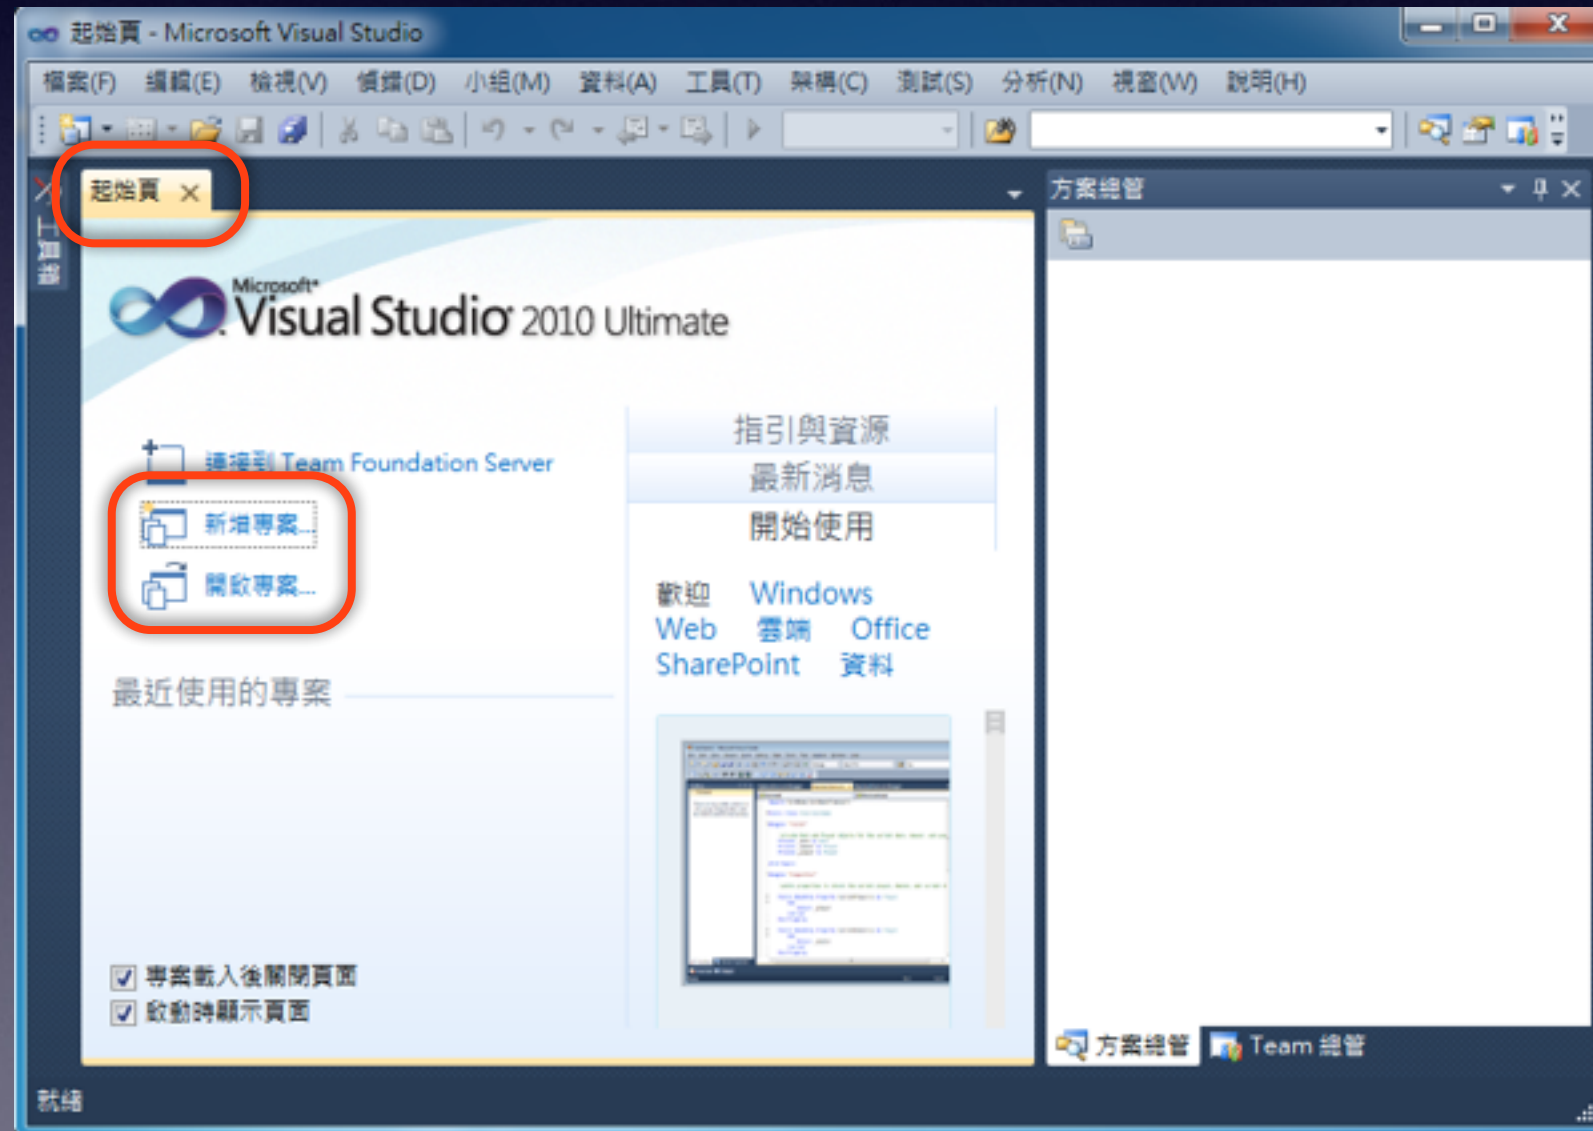 起始頁 - Microsoft Visual Studio
檔案(F) 編輯(E) 檢視(V) 偵錯(D) 小組(M) 資料(A) 工具(T) 架構(C) 測試(S) 分析(N) 視窗(W) 說明(H)
工具箱
起始頁
方案總管
Microsoft
Visual Studio 2010 Ultimate
連接到 Team Foundation Server
新增專案...
開啟專案...
最近使用的專案
指引與資源
最新消息
開始使用
歡迎 Windows
Web 雲端 Office
SharePoint 資料
專案載入後關閉頁面
啟動時顯示頁面
方案總管 Team 總管
就緒